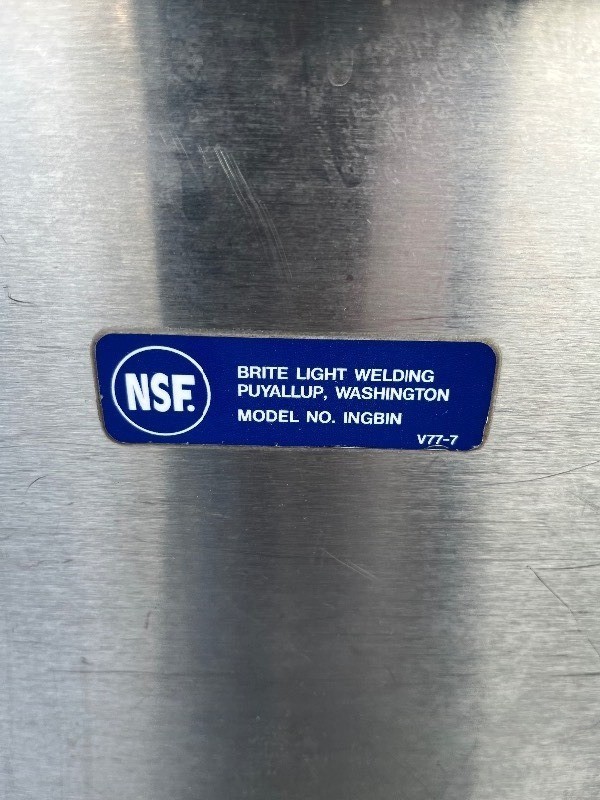 NSF.
BRITE LIGHT WELDING
PUYALLUP, WASHINGTON
MODEL NO. INGBIN
V77-7